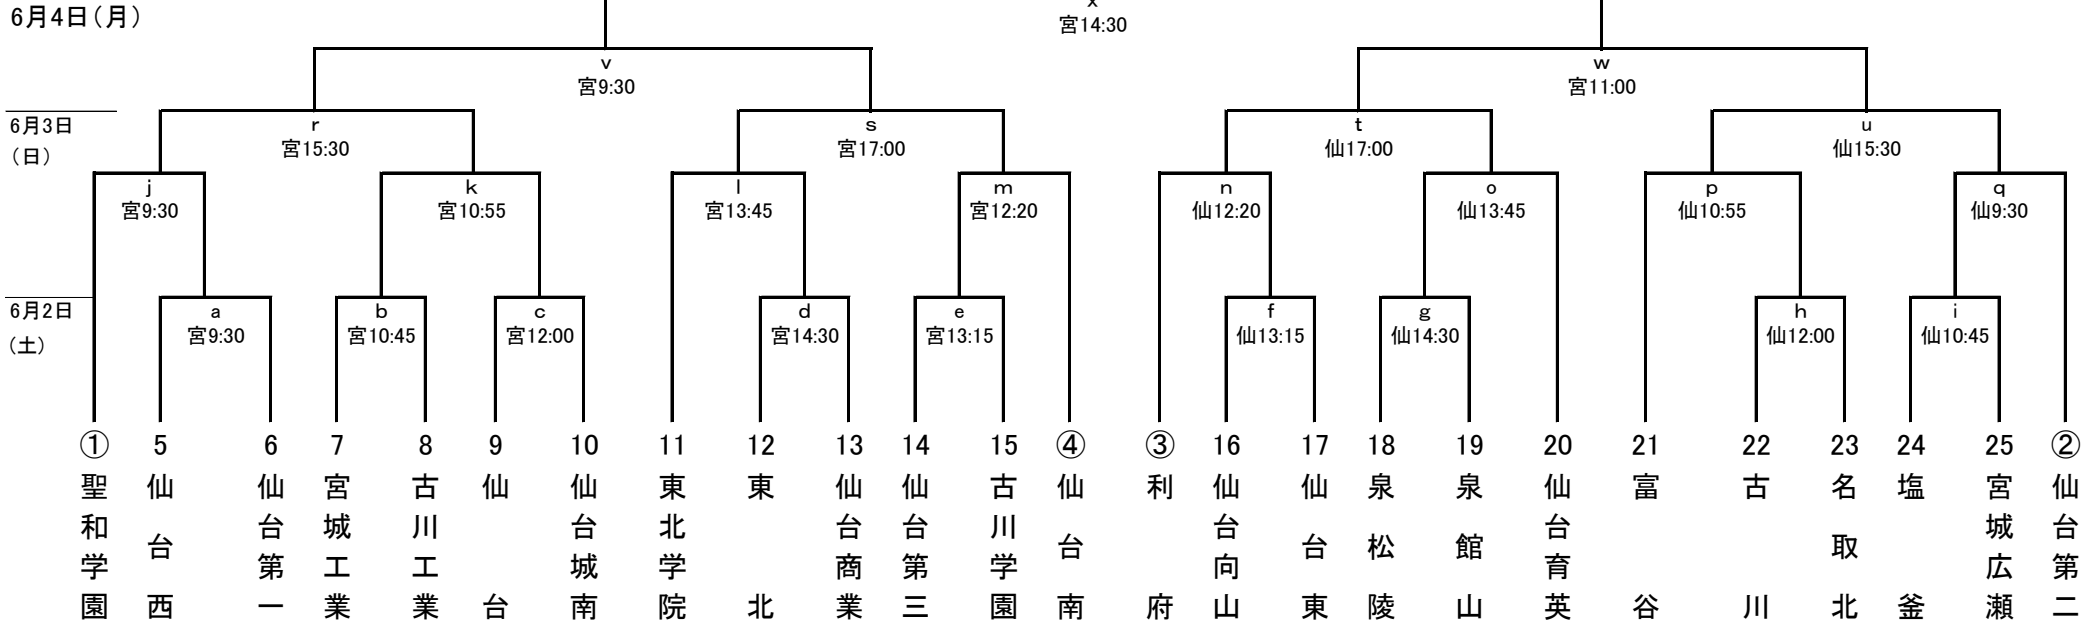 6月4日(月)
x
宮14:30
v
宮9:30
w
宮11:00
6月3日
(日)
r
宮15:30
s
宮17:00
t
仙17:00
u
仙15:30
j
宮9:30
k
宮10:55
l
宮13:45
m
宮12:20
n
仙12:20
o
仙13:45
p
仙10:55
q
仙9:30
6月2日
(土)
a
宮9:30
b
宮10:45
c
宮12:00
d
宮14:30
e
宮13:15
f
仙13:15
g
仙14:30
h
仙12:00
i
仙10:45
①
聖和学園
5
仙台西
6
仙台第一
7
宮城工業
8
古川工業
9
仙台
10
仙台城南
11
東北学院
12
東北
13
仙台商業
14
仙台第三
15
古川学園
④
仙台南
③
利府
16
仙台向山
17
仙台東
18
泉松陵
19
泉館山
20
仙台育英
21
富谷
22
古川
23
名取北
24
塩釜
25
宮城広瀬
②
仙台第二